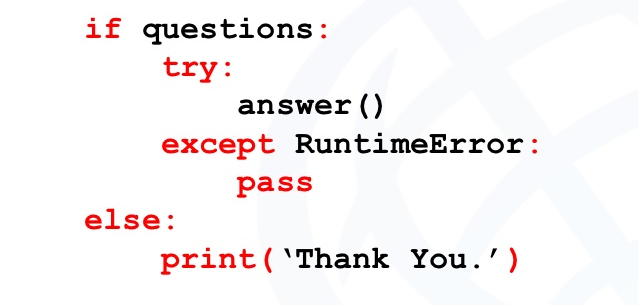 if questions:
    try:
        answer()
    except RuntimeError:
        pass
else:
    print(‘Thank You.’)